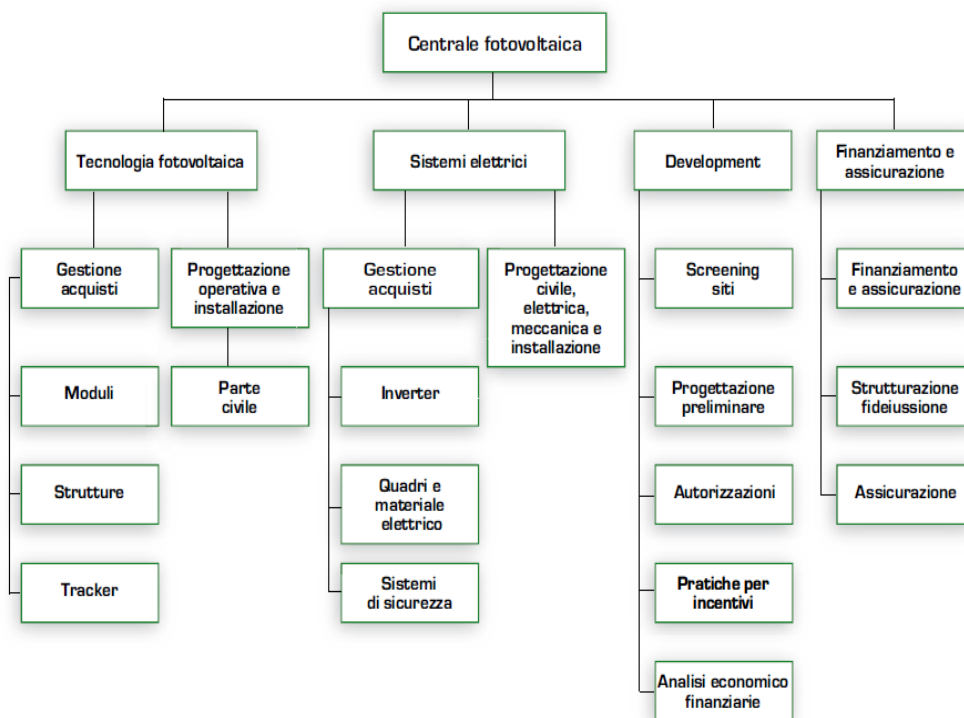 Centrale fotovoltaica
Tecnologia fotovoltaica
Sistemi elettrici
Development
Finanziamento e
assicurazione
Gestione
acquisti
Progettazione
operativa e
installazione
Gestione
acquisti
Progettazione
civile,
elettrica,
meccanica e
installazione
Screening
siti
Finanziamento
e assicurazione
Moduli
Parte
civile
Inverter
Progettazione
preliminare
Strutturazione
fideiussione
Strutture
Quadri e
materiale
elettrico
Autorizzazioni
Assicurazione
Tracker
Sistemi
di sicurezza
Pratiche per
incentivi
Analisi economico
finanziarie